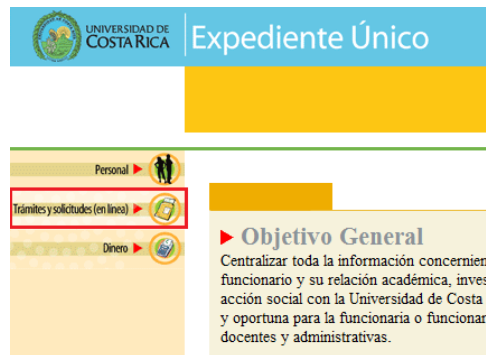 UNIVERSIDAD DE
COSTA RICA
Expediente Único
Personal
Trámites y solicitudes (en línea)
Dinero
Objetivo General
Centralizar toda la información concernien
funcionario y su relación académica, inves
acción social con la Universidad de Costa
y oportuna para la funcionaria o funcionar
docentes y administrativas.